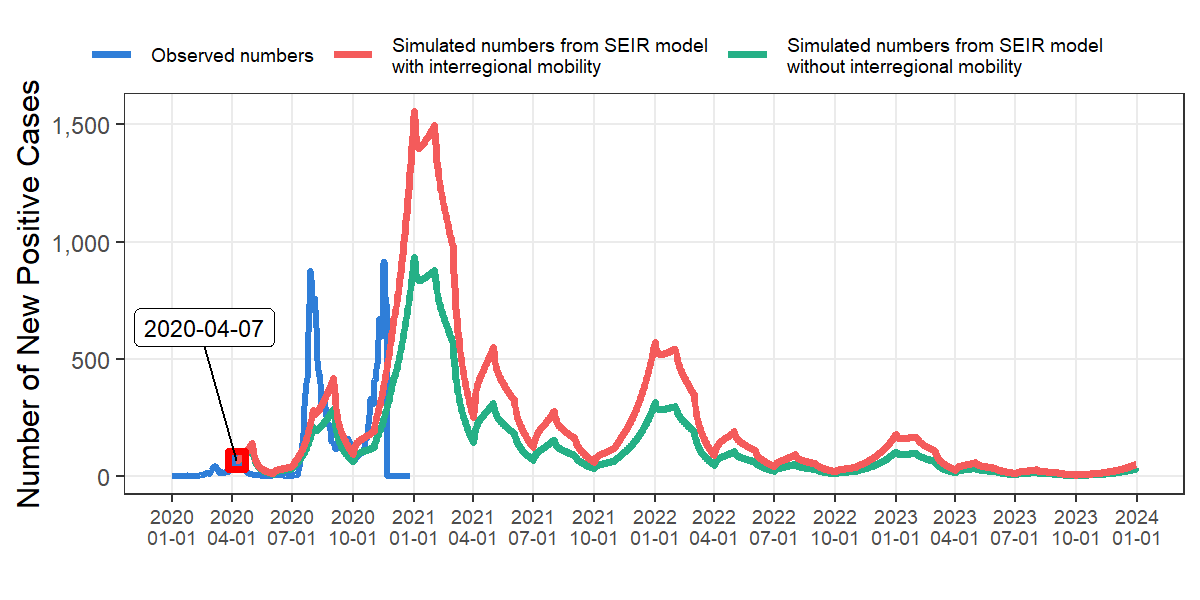 Observed numbers
Simulated numbers from SEIR model
with interregional mobility
Simulated numbers from SEIR model
without interregional mobility
Number of New Positive Cases
1,500
1,000
500
0
2020-04-07
2020 2020 2020 2020 2021 2021 2021 2021 2022 2022 2022 2022 2023 2023 2023 2023 2024
01-01 04-01 07-01 10-01 01-01 04-01 07-01 10-01 01-01 04-01 07-01 10-01 01-01 04-01 07-01 10-01 01-01